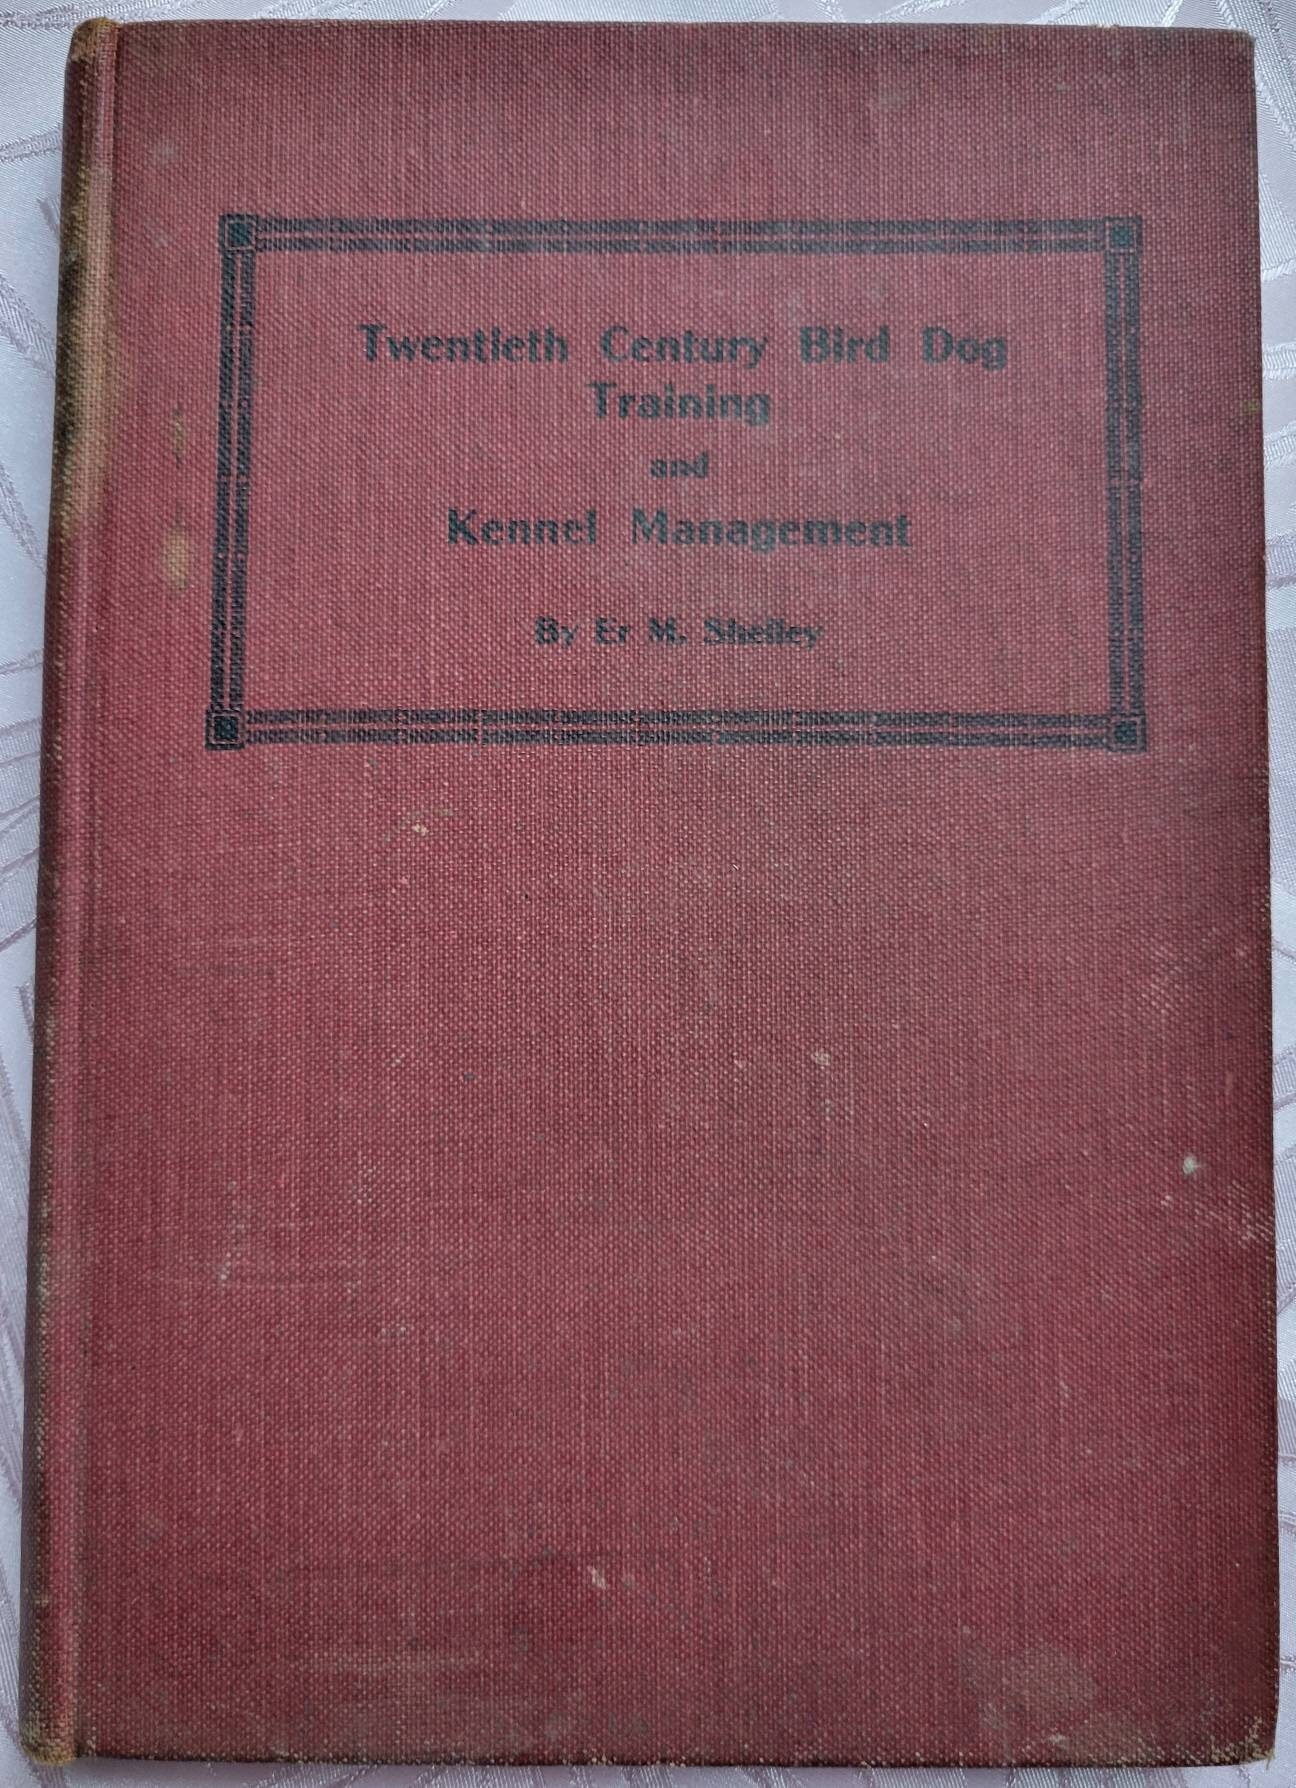 Twentieth Century Bird Dog
Training
and
Kennel Management
By Er M. Shelley